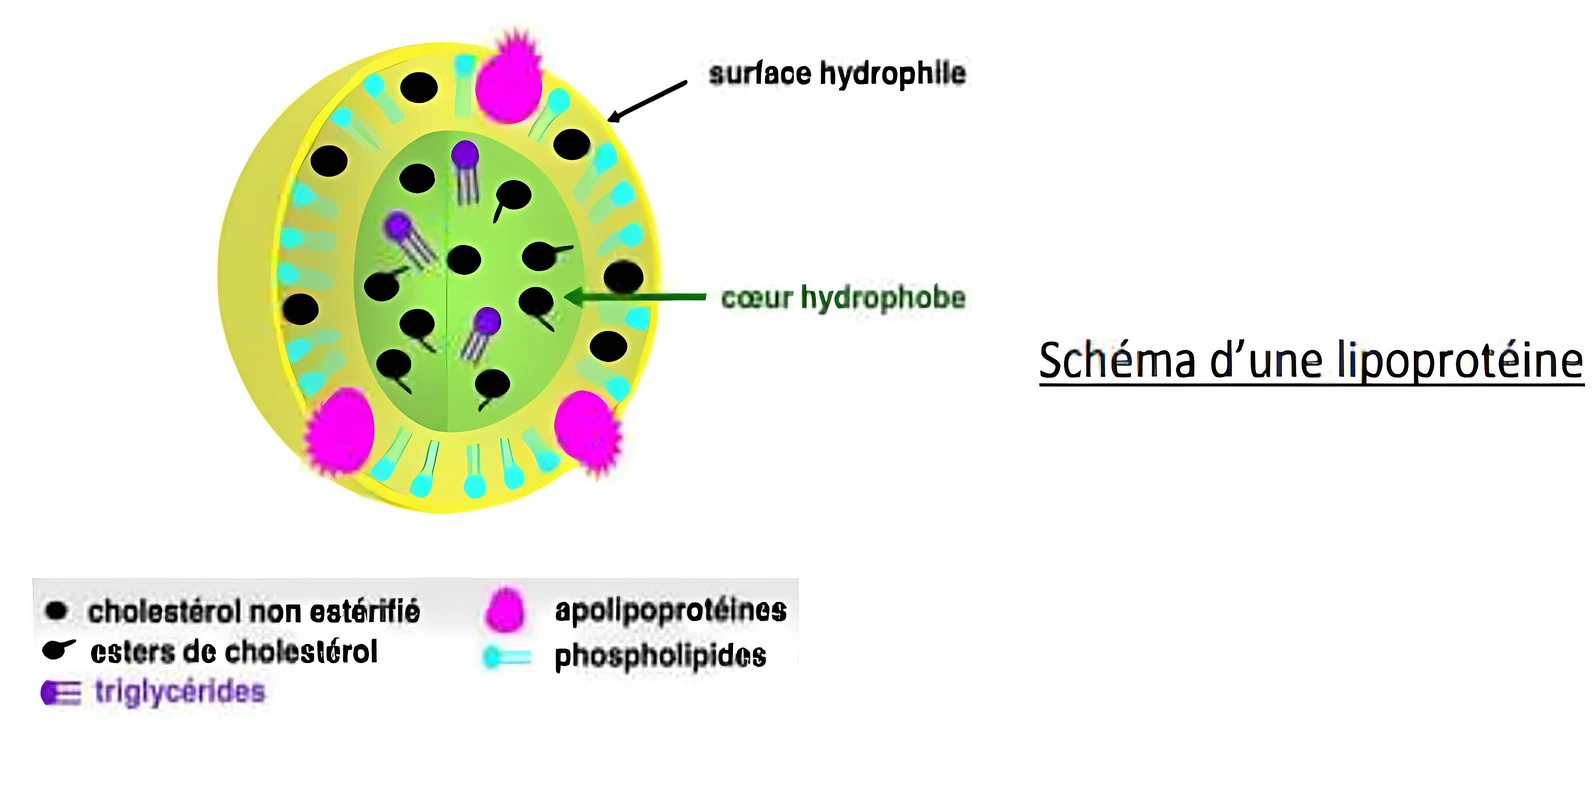 surface hydrophile
cœur hydrophobe
Schéma d'une lipoprotéine
cholestérol non estérifié
apolipoprotéines
esters de cholestérol
phospholipides
triglycérides